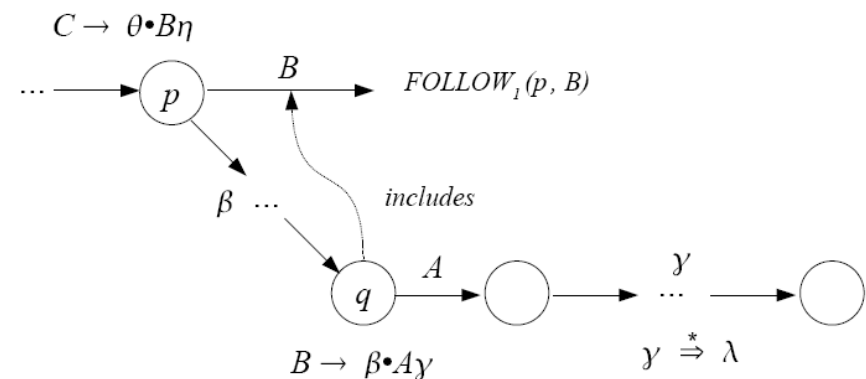 C → θ•Bη
... p B FOLLOW₁(p, B)
β ... includes
q A γ ...
B → β•Aγ γ ⇒* λ